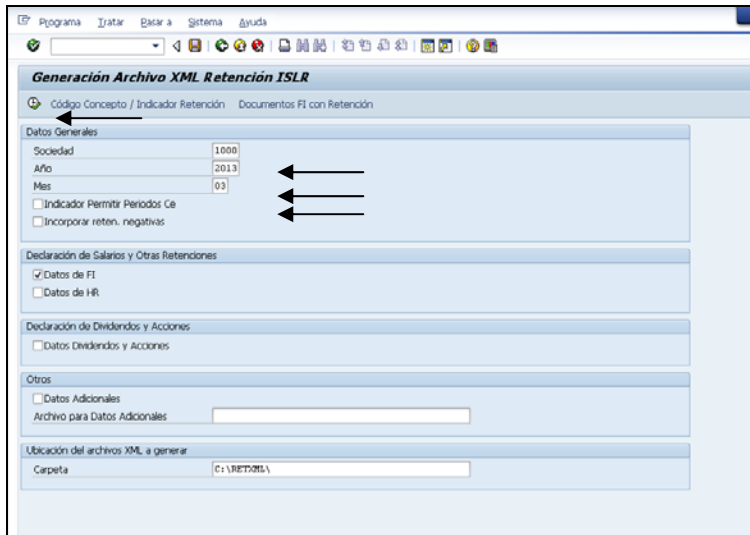 Programa Tratar Pasar a Sistema Ayuda
Generación Archivo XML Retención ISLR
Código Concepto / Indicador Retención Documentos FI con Retención
Datos Generales
Sociedad 1000
Año 2013
Mes 03
Indicador Permitir Periodos Ce
Incorporar reten. negativas
Declaración de Salarios y Otras Retenciones
Datos de FI
Datos de HR
Declaración de Dividendos y Acciones
Datos Dividendos y Acciones
Otros
Datos Adicionales
Archivo para Datos Adicionales
Ubicación del archivos XML a generar
Carpeta C:\RETXML\